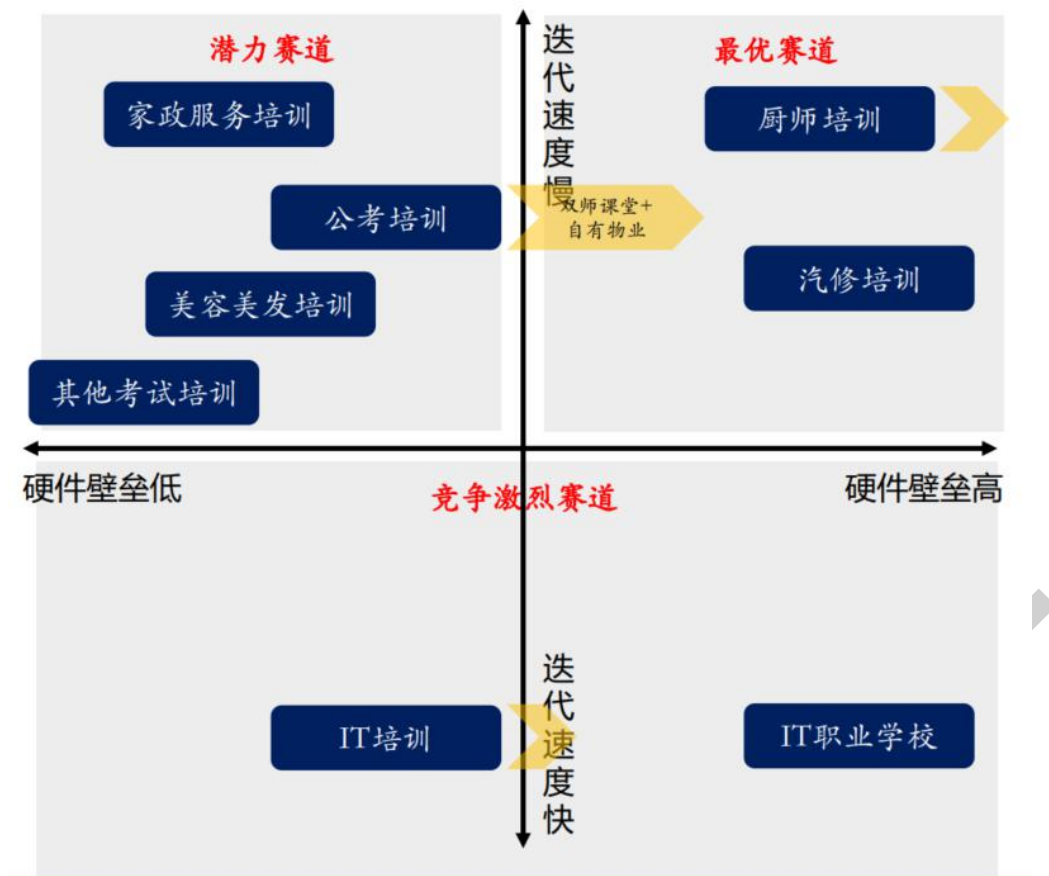 潜力赛道
最优赛道
迭代速度慢
家政服务培训
厨师培训
公考培训
双师课堂+
自有物业
汽修培训
美容美发培训
其他考试培训
硬件壁垒低
竞争激烈赛道
硬件壁垒高
迭代速度快
IT培训
IT职业学校